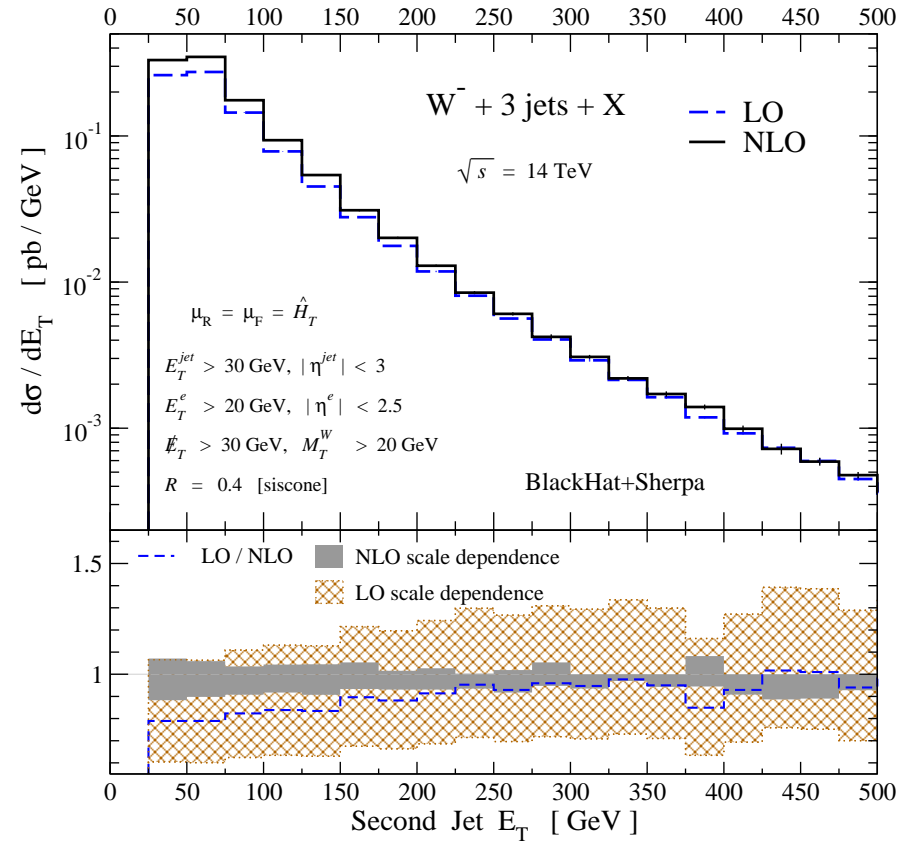 0 50 100 150 200 250 300 350 400 450 500
W⁻ + 3 jets + X
LO
NLO
√s = 14 TeV
10⁻¹
10⁻²
10⁻³
dσ / dE_T [ pb / GeV ]
μ_R = μ_F = Ĥ_T
E_T^{jet} > 30 GeV, | η^{jet} | < 3
E_T^e > 20 GeV, | η^e | < 2.5
E̸_T > 30 GeV, M_T^W > 20 GeV
R = 0.4 [siscone]
BlackHat+Sherpa
LO / NLO
NLO scale dependence
LO scale dependence
1.5
1
0 50 100 150 200 250 300 350 400 450 500
Second Jet E_T [ GeV ]